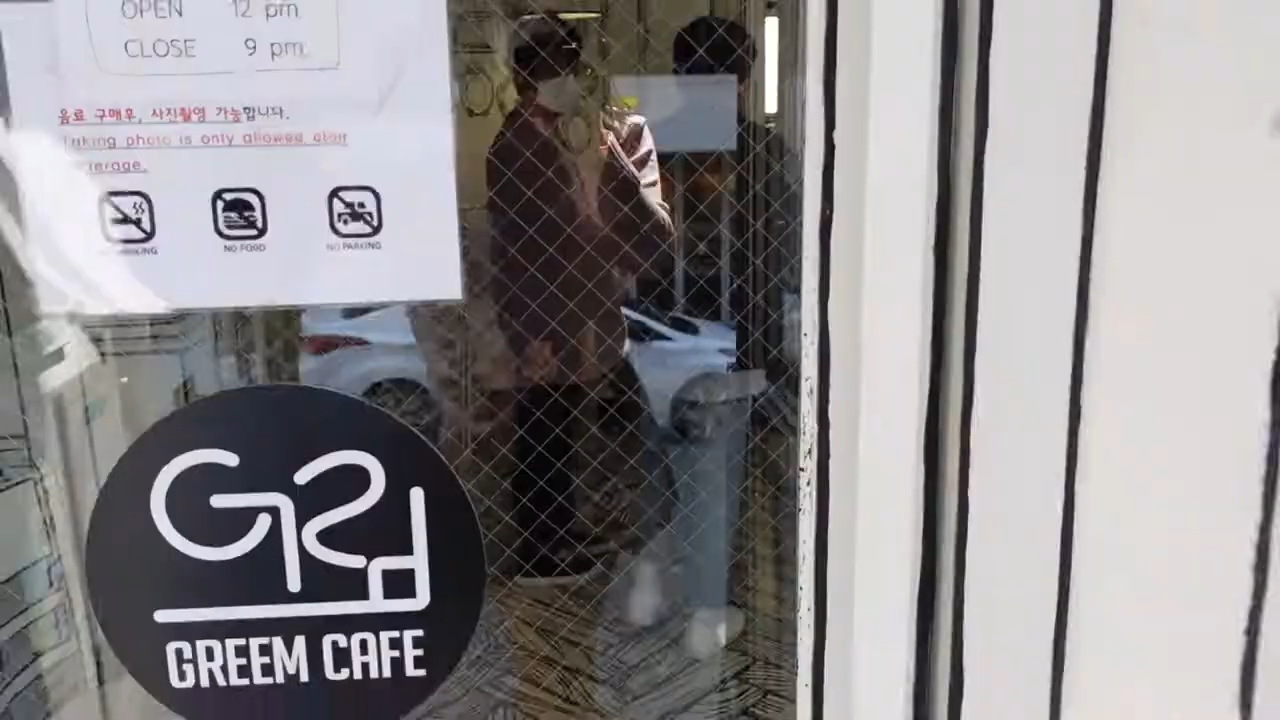 OPEN 12 pm
CLOSE 9 pm
음료 구매후, 사진촬영 가능합니다.
photo is only allowed
NO FOOD
NO PARKING
GREEM CAFE